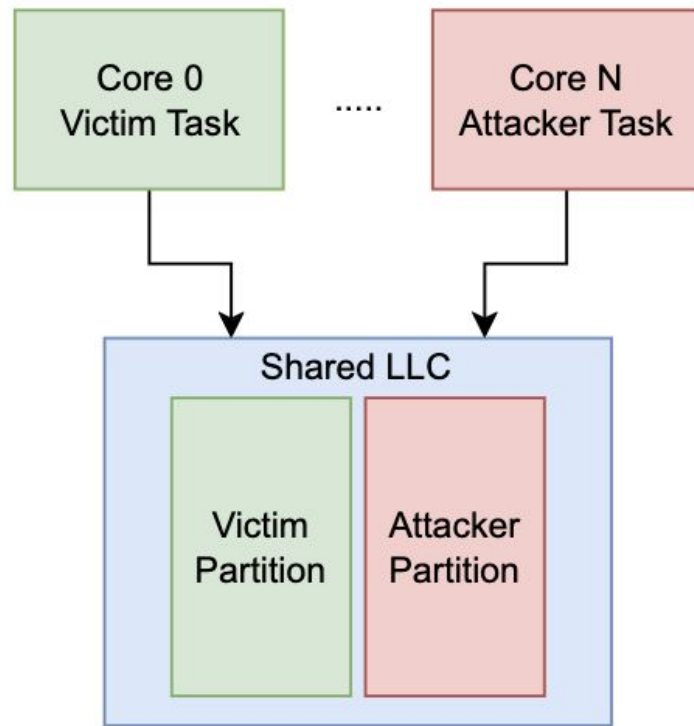 Core 0
Victim Task
.....
Core N
Attacker Task
Shared LLC
Victim
Partition
Attacker
Partition